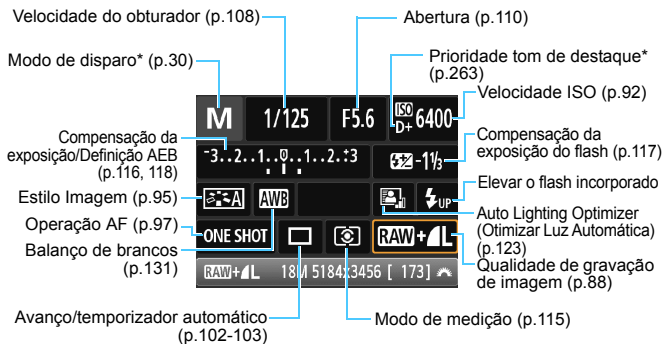 Velocidade do obturador (p.108)
Abertura (p.110)
Modo de disparo* (p.30)
Prioridade tom de destaque*
(p.263)
Velocidade ISO (p.92)
M 1/125 F5.6 ISO D+ 6400
Compensação da
exposição/Definição AEB
(p.116, 118)
-3..2..1..0..1..2.:3
-1⅓
Compensação da
exposição do flash (p.117)
Estilo Imagem (p.95)
A AWB UP
Elevar o flash incorporado
Operação AF (p.97)
ONE SHOT RAW+L
Auto Lighting Optimizer
(Otimizar Luz Automática)
(p.123)
Balanço de brancos
(p.131)
RAW+L 18M 5184x3456 [ 173]
Qualidade de gravação
de imagem (p.88)
Avanço/temporizador automático
(p.102-103)
Modo de medição (p.115)